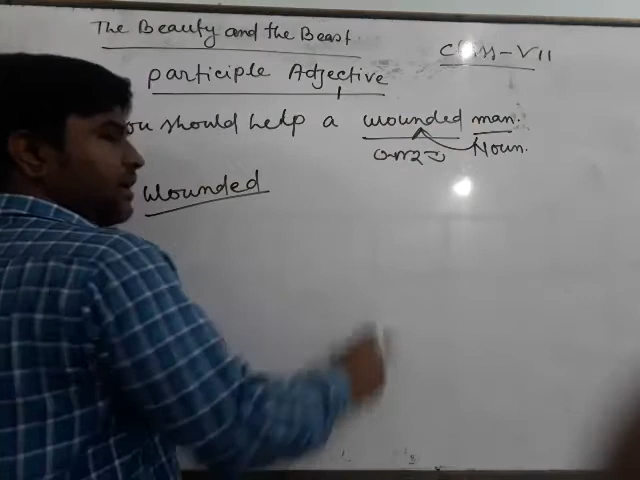 The Beauty and the Beast
Class-VII
participle Adjective
ou should help a wounded man.
Noun.
Wounded